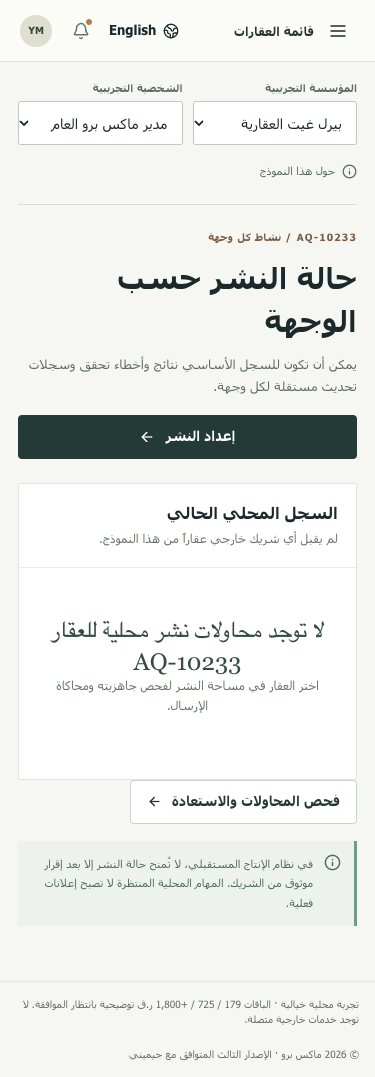 قائمة العقارات
English
YM
المؤسسة التجريبية
الشخصية التجريبية
بيرل غيت العقارية
مدير ماكس برو العام
حول هذا النموذج
AQ-10233 / نشاط كل وجهة
حالة النشر حسب
الوجهة
يمكن أن تكون للسجل الأساسي نتائج وأخطاء تحقق وسجلات
تحديث مستقلة لكل وجهة.
إعداد النشر ←
السجل المحلي الحالي
لم يقبل أي شريك خارجي عقاراً من هذا النموذج.
لا توجد محاولات نشر محلية للعقار
AQ-10233
اختر العقار في مساحة النشر لفحص جاهزيته ومحاكاة
الإرسال.
فحص المحاولات والاستعادة ←
في نظام الإنتاج المستقبلي، لا تُمنح حالة النشر إلا بعد إقرار
موثوق من الشريك. المهام المحلية المنتظرة لا تصبح إعلانات
فعلية.
تجربة محلية خيالية · الباقات 179 / 725 / +1,800 ر.ق توضيحية بانتظار الموافقة. لا
توجد خدمات خارجية متصلة.
© 2026 ماكس برو · الإصدار الثالث المتوافق مع جيميني